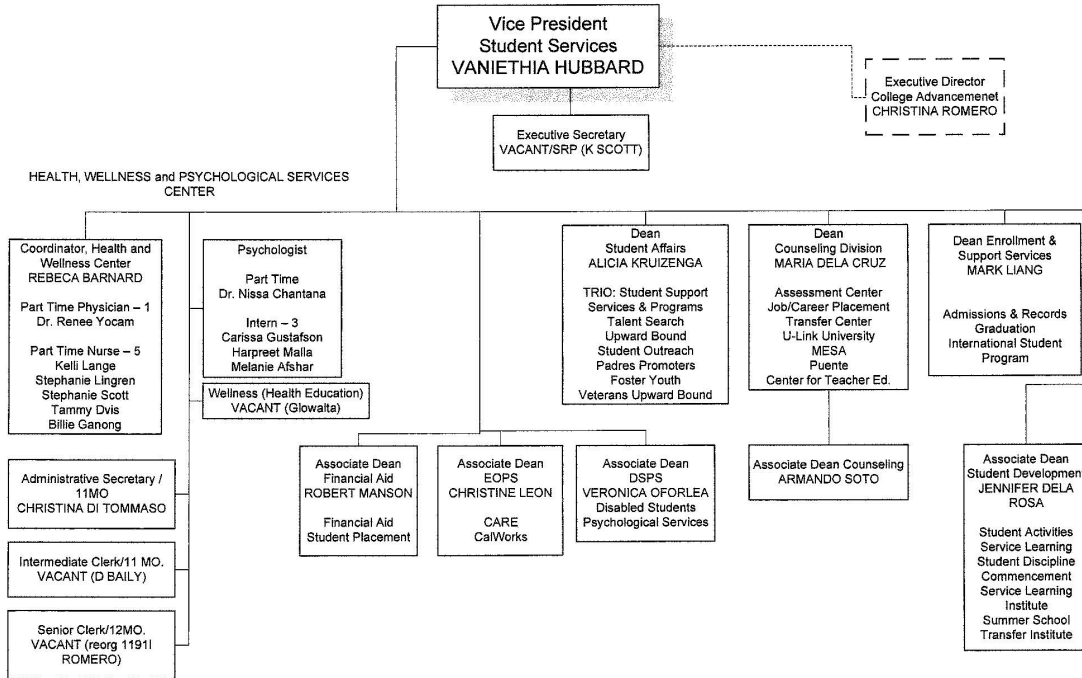 Vice President
Student Services
VANIETHIA HUBBARD
Executive Director
College Advancemenet
CHRISTINA ROMERO
Executive Secretary
VACANT/SRP (K SCOTT)
HEALTH, WELLNESS and PSYCHOLOGICAL SERVICES
CENTER
Coordinator, Health and
Wellness Center
REBECA BARNARD
Part Time Physician – 1
Dr. Renee Yocam
Part Time Nurse – 5
Kelli Lange
Stephanie Lingren
Stephanie Scott
Tammy Dvis
Billie Ganong
Psychologist
Part Time
Dr. Nissa Chantana
Intern – 3
Carissa Gustafson
Harpreet Malla
Melanie Afshar
Wellness (Health Education)
VACANT (Glowalta)
Dean
Student Affairs
ALICIA KRUIZENGA
TRIO: Student Support
Services & Programs
Talent Search
Upward Bound
Student Outreach
Padres Promoters
Foster Youth
Veterans Upward Bound
Dean
Counseling Division
MARIA DELA CRUZ
Assessment Center
Job/Career Placement
Transfer Center
U-Link University
MESA
Puente
Center for Teacher Ed.
Dean Enrollment &
Support Services
MARK LIANG
Admissions & Records
Graduation
International Student
Program
Administrative Secretary /
11MO
CHRISTINA DI TOMMASO
Intermediate Clerk/11 MO.
VACANT (D BAILY)
Senior Clerk/12MO.
VACANT (reorg 1191I
ROMERO)
Associate Dean
Financial Aid
ROBERT MANSON
Financial Aid
Student Placement
Associate Dean
EOPS
CHRISTINE LEON
CARE
CalWorks
Associate Dean
DSPS
VERONICA OFORLEA
Disabled Students
Psychological Services
Associate Dean Counseling
ARMANDO SOTO
Associate Dean
Student Development
JENNIFER DELA
ROSA
Student Activities
Service Learning
Student Discipline
Commencement
Service Learning
Institute
Summer School
Transfer Institute